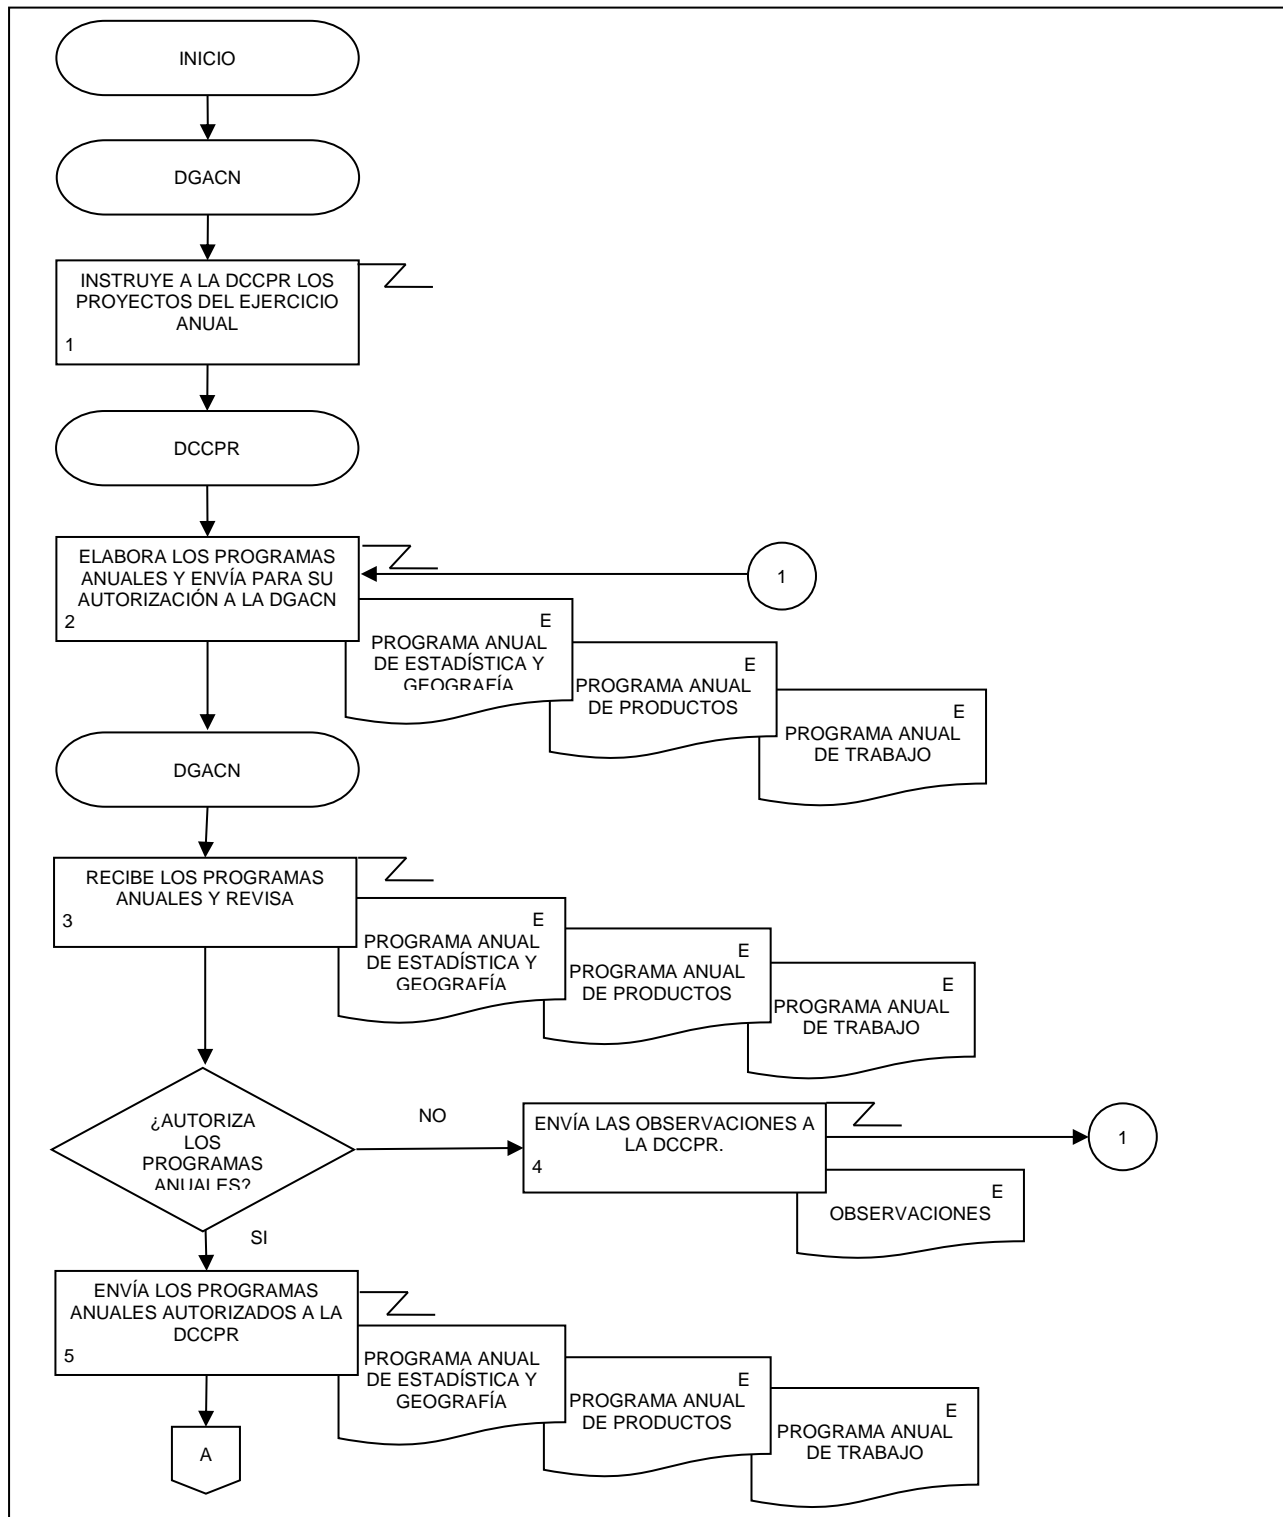 INICIO
DGACN
INSTRUYE A LA DCCPR LOS
PROYECTOS DEL EJERCICIO
ANUAL
1
DCCPR
ELABORA LOS PROGRAMAS
ANUALES Y ENVÍA PARA SU
AUTORIZACIÓN A LA DGACN
2
1
E
PROGRAMA ANUAL
DE ESTADÍSTICA Y
GEOGRAFÍA
E
PROGRAMA ANUAL
DE PRODUCTOS
E
PROGRAMA ANUAL
DE TRABAJO
DGACN
RECIBE LOS PROGRAMAS
ANUALES Y REVISA
3
E
PROGRAMA ANUAL
DE ESTADÍSTICA Y
GEOGRAFÍA
E
PROGRAMA ANUAL
DE PRODUCTOS
E
PROGRAMA ANUAL
DE TRABAJO
¿AUTORIZA
LOS
PROGRAMAS
ANUALES?
NO
ENVÍA LAS OBSERVACIONES A
LA DCCPR.
4
1
E
OBSERVACIONES
SI
ENVÍA LOS PROGRAMAS
ANUALES AUTORIZADOS A LA
DCCPR
5
PROGRAMA ANUAL
DE ESTADÍSTICA Y
GEOGRAFÍA
E
PROGRAMA ANUAL
DE PRODUCTOS
E
PROGRAMA ANUAL
DE TRABAJO
A